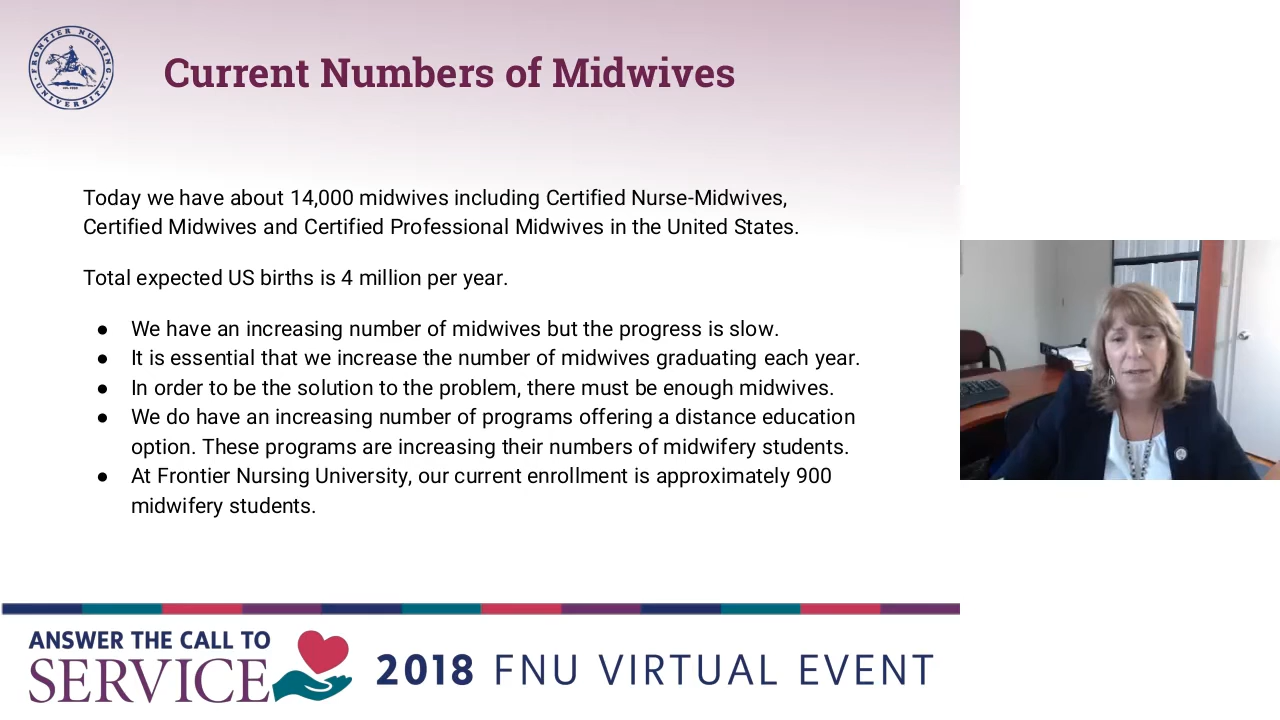 FRONTIER NURSING
UNIVERSITY
Current Numbers of Midwives
Today we have about 14,000 midwives including Certified Nurse-Midwives,
Certified Midwives and Certified Professional Midwives in the United States.
Total expected US births is 4 million per year.
● We have an increasing number of midwives but the progress is slow.
● It is essential that we increase the number of midwives graduating each year.
● In order to be the solution to the problem, there must be enough midwives.
● We do have an increasing number of programs offering a distance education
option. These programs are increasing their numbers of midwifery students.
● At Frontier Nursing University, our current enrollment is approximately 900
midwifery students.
ANSWER THE CALL TO
SERVICE
2018 FNU VIRTUAL EVENT